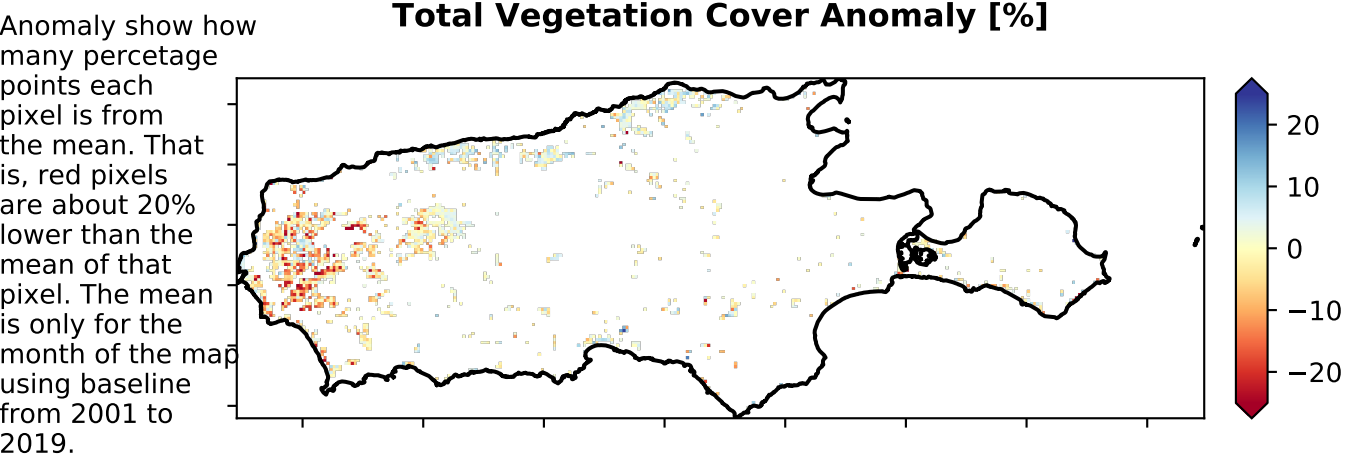 Total Vegetation Cover Anomaly [%]
Anomaly show how
many percetage
points each
pixel is from
the mean. That
is, red pixels
are about 20%
lower than the
mean of that
pixel. The mean
is only for the
month of the map
using baseline
from 2001 to
2019.
20
10
0
−10
−20